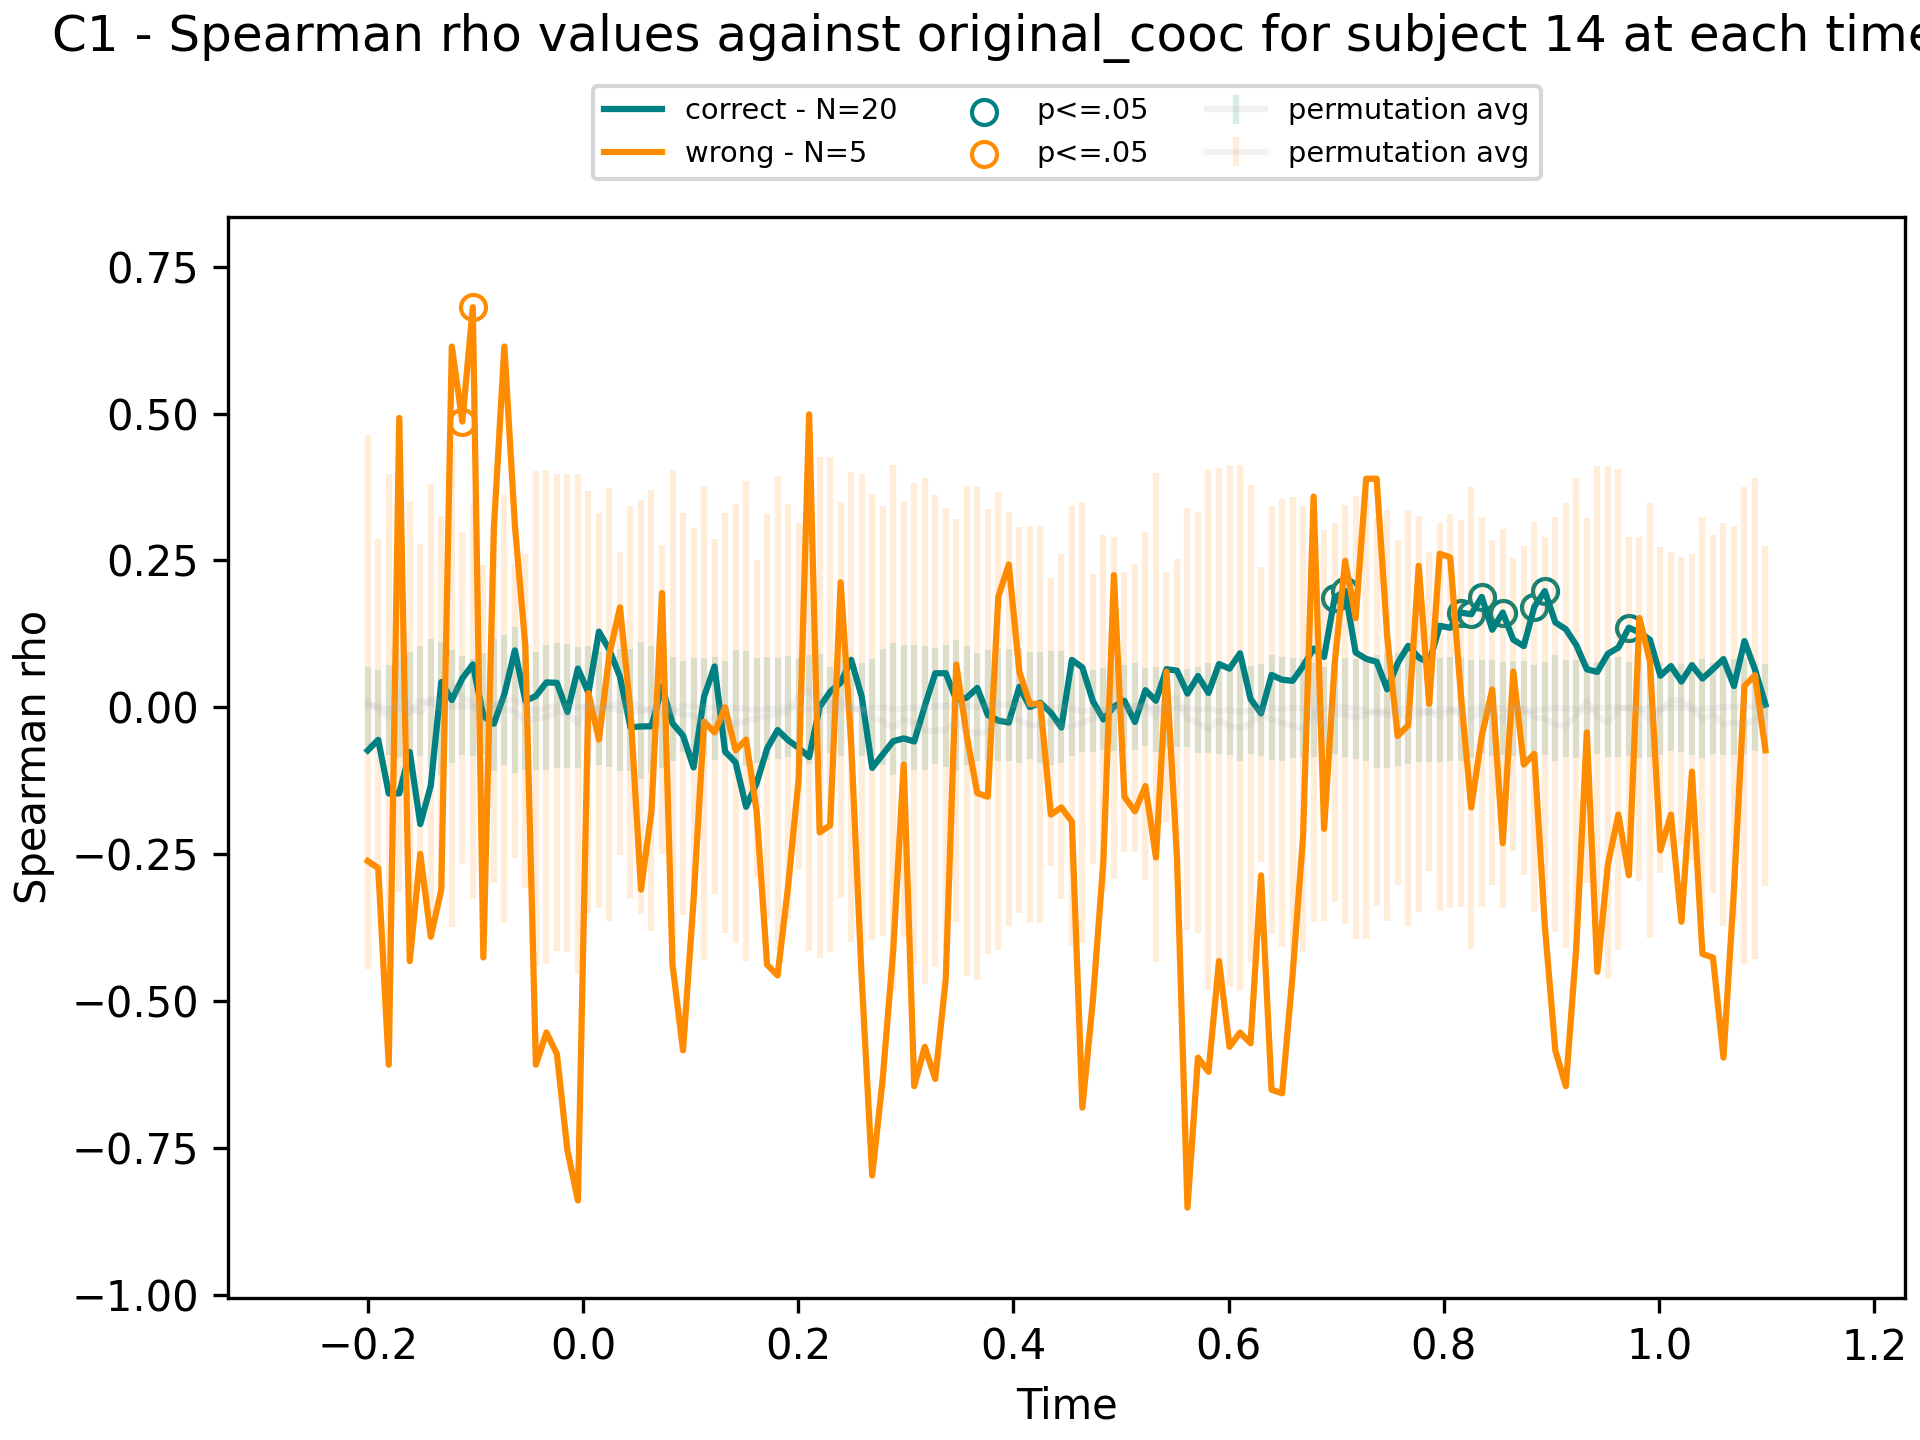 C1 - Spearman rho values against original_cooc for subject 14 at each time
correct - N=20 p<=.05 permutation avg
wrong - N=5 p<=.05 permutation avg
0.75
0.50
0.25
0.00
−0.25
−0.50
−0.75
−1.00
Spearman rho
−0.2 0.0 0.2 0.4 0.6 0.8 1.0 1.2
Time